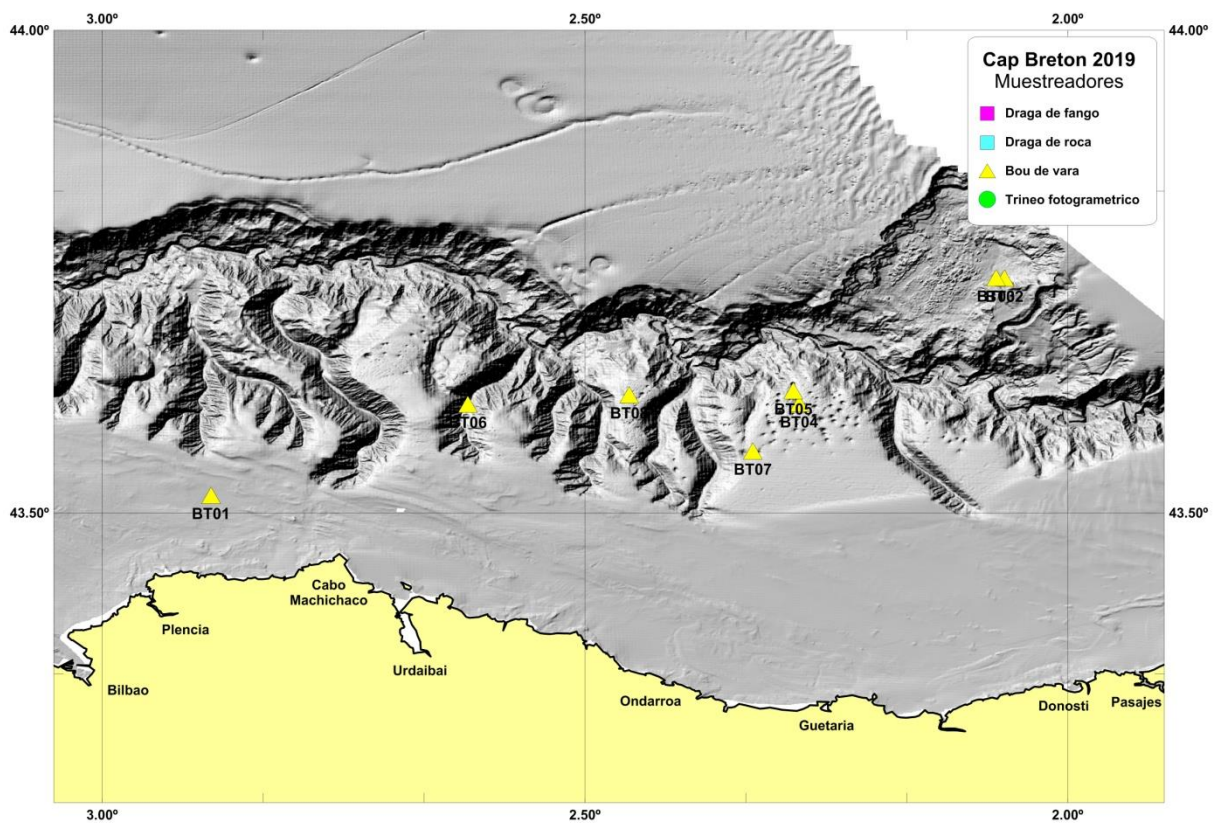 3.00º
2.50º
2.00º
44.00º
44.00º
Cap Breton 2019
Muestreadores
Draga de fango
Draga de roca
Bou de vara
Trineo fotogrametrico
BT05
BT04
BT06
BT07
BT01
43.50º
43.50º
Cabo
Machichaco
Plencia
Urdaibai
Bilbao
Ondarroa
Guetaria
Donosti
Pasajes
3.00º
2.50º
2.00º